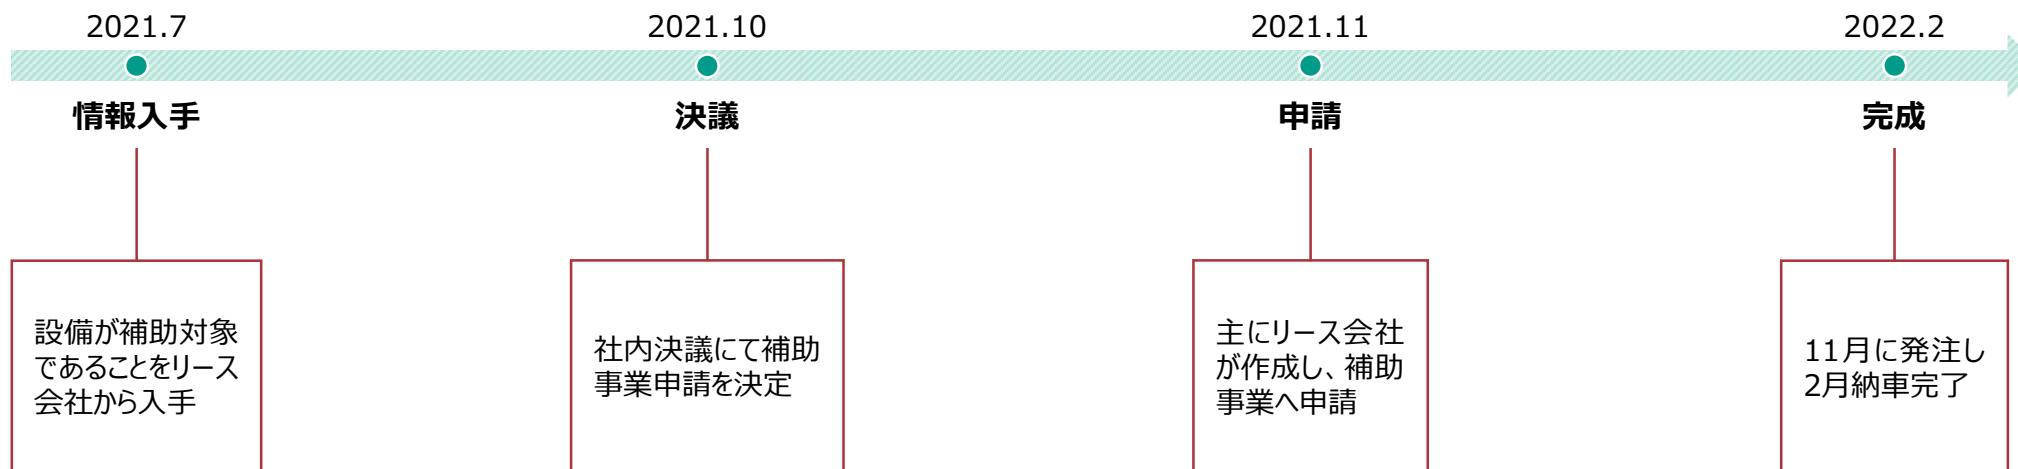 2021.7
2021.10
2021.11
2022.2
情報入手
決議
申請
完成
設備が補助対象
であることをリース
会社から入手
社内決議にて補助
事業申請を決定
主にリース会社
が作成し、補助
事業へ申請
11月に発注し
2月納車完了